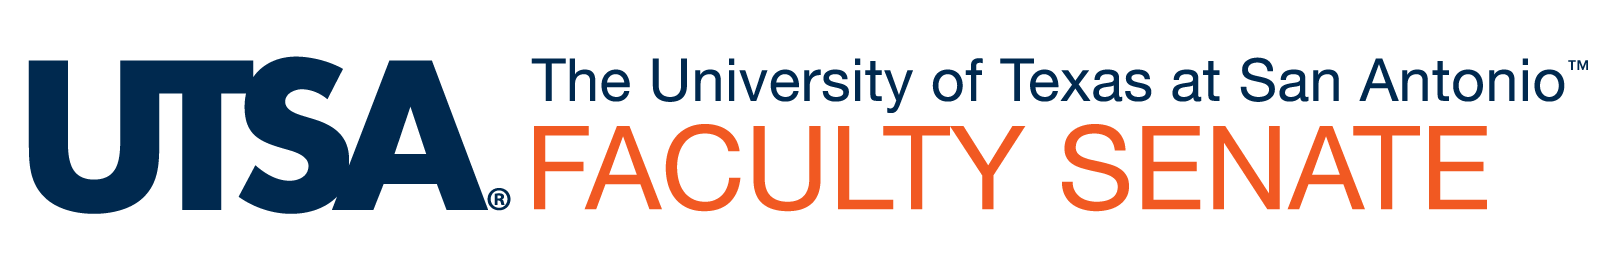 UTSA®
The University of Texas at San Antonio™
FACULTY SENATE